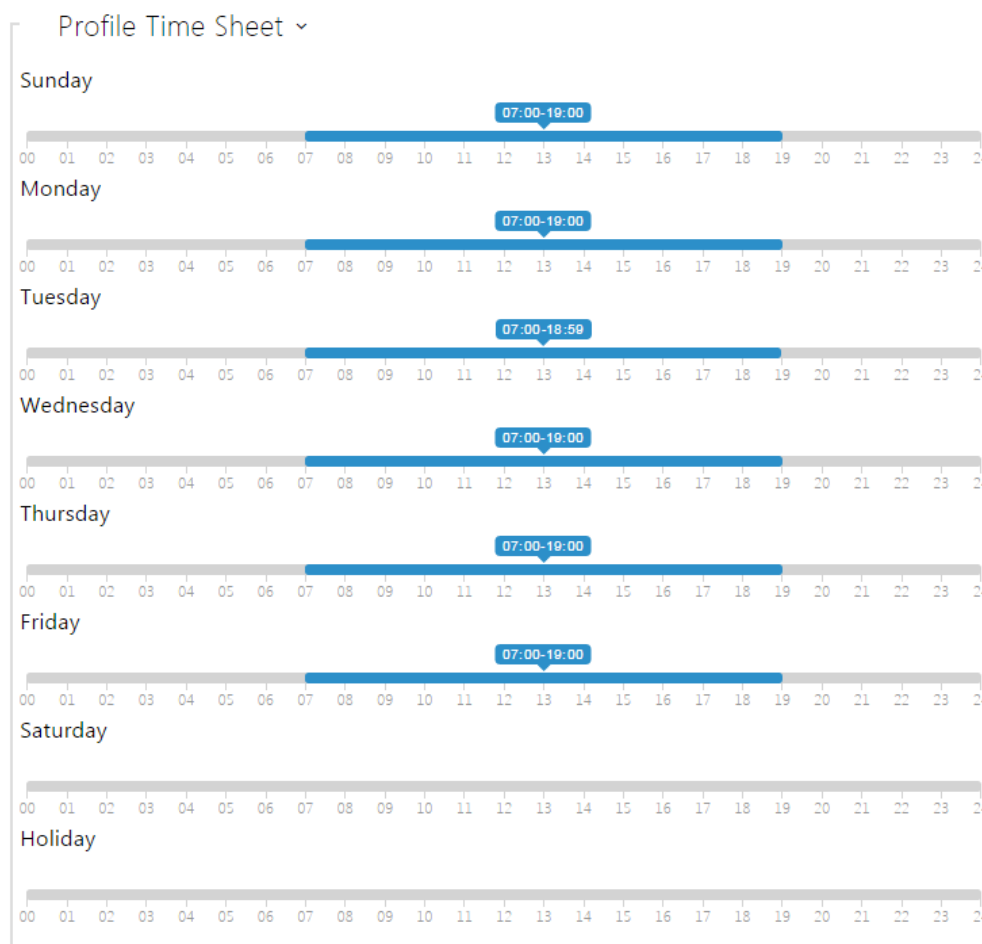 Profile Time Sheet
Sunday
07:00-19:00
00 01 02 03 04 05 06 07 08 09 10 11 12 13 14 15 16 17 18 19 20 21 22 23 2
Monday
07:00-19:00
00 01 02 03 04 05 06 07 08 09 10 11 12 13 14 15 16 17 18 19 20 21 22 23 2
Tuesday
07:00-18:59
00 01 02 03 04 05 06 07 08 09 10 11 12 13 14 15 16 17 18 19 20 21 22 23 2
Wednesday
07:00-19:00
00 01 02 03 04 05 06 07 08 09 10 11 12 13 14 15 16 17 18 19 20 21 22 23 2
Thursday
07:00-19:00
00 01 02 03 04 05 06 07 08 09 10 11 12 13 14 15 16 17 18 19 20 21 22 23 2
Friday
07:00-19:00
00 01 02 03 04 05 06 07 08 09 10 11 12 13 14 15 16 17 18 19 20 21 22 23 2
Saturday
00 01 02 03 04 05 06 07 08 09 10 11 12 13 14 15 16 17 18 19 20 21 22 23 2
Holiday
00 01 02 03 04 05 06 07 08 09 10 11 12 13 14 15 16 17 18 19 20 21 22 23 2